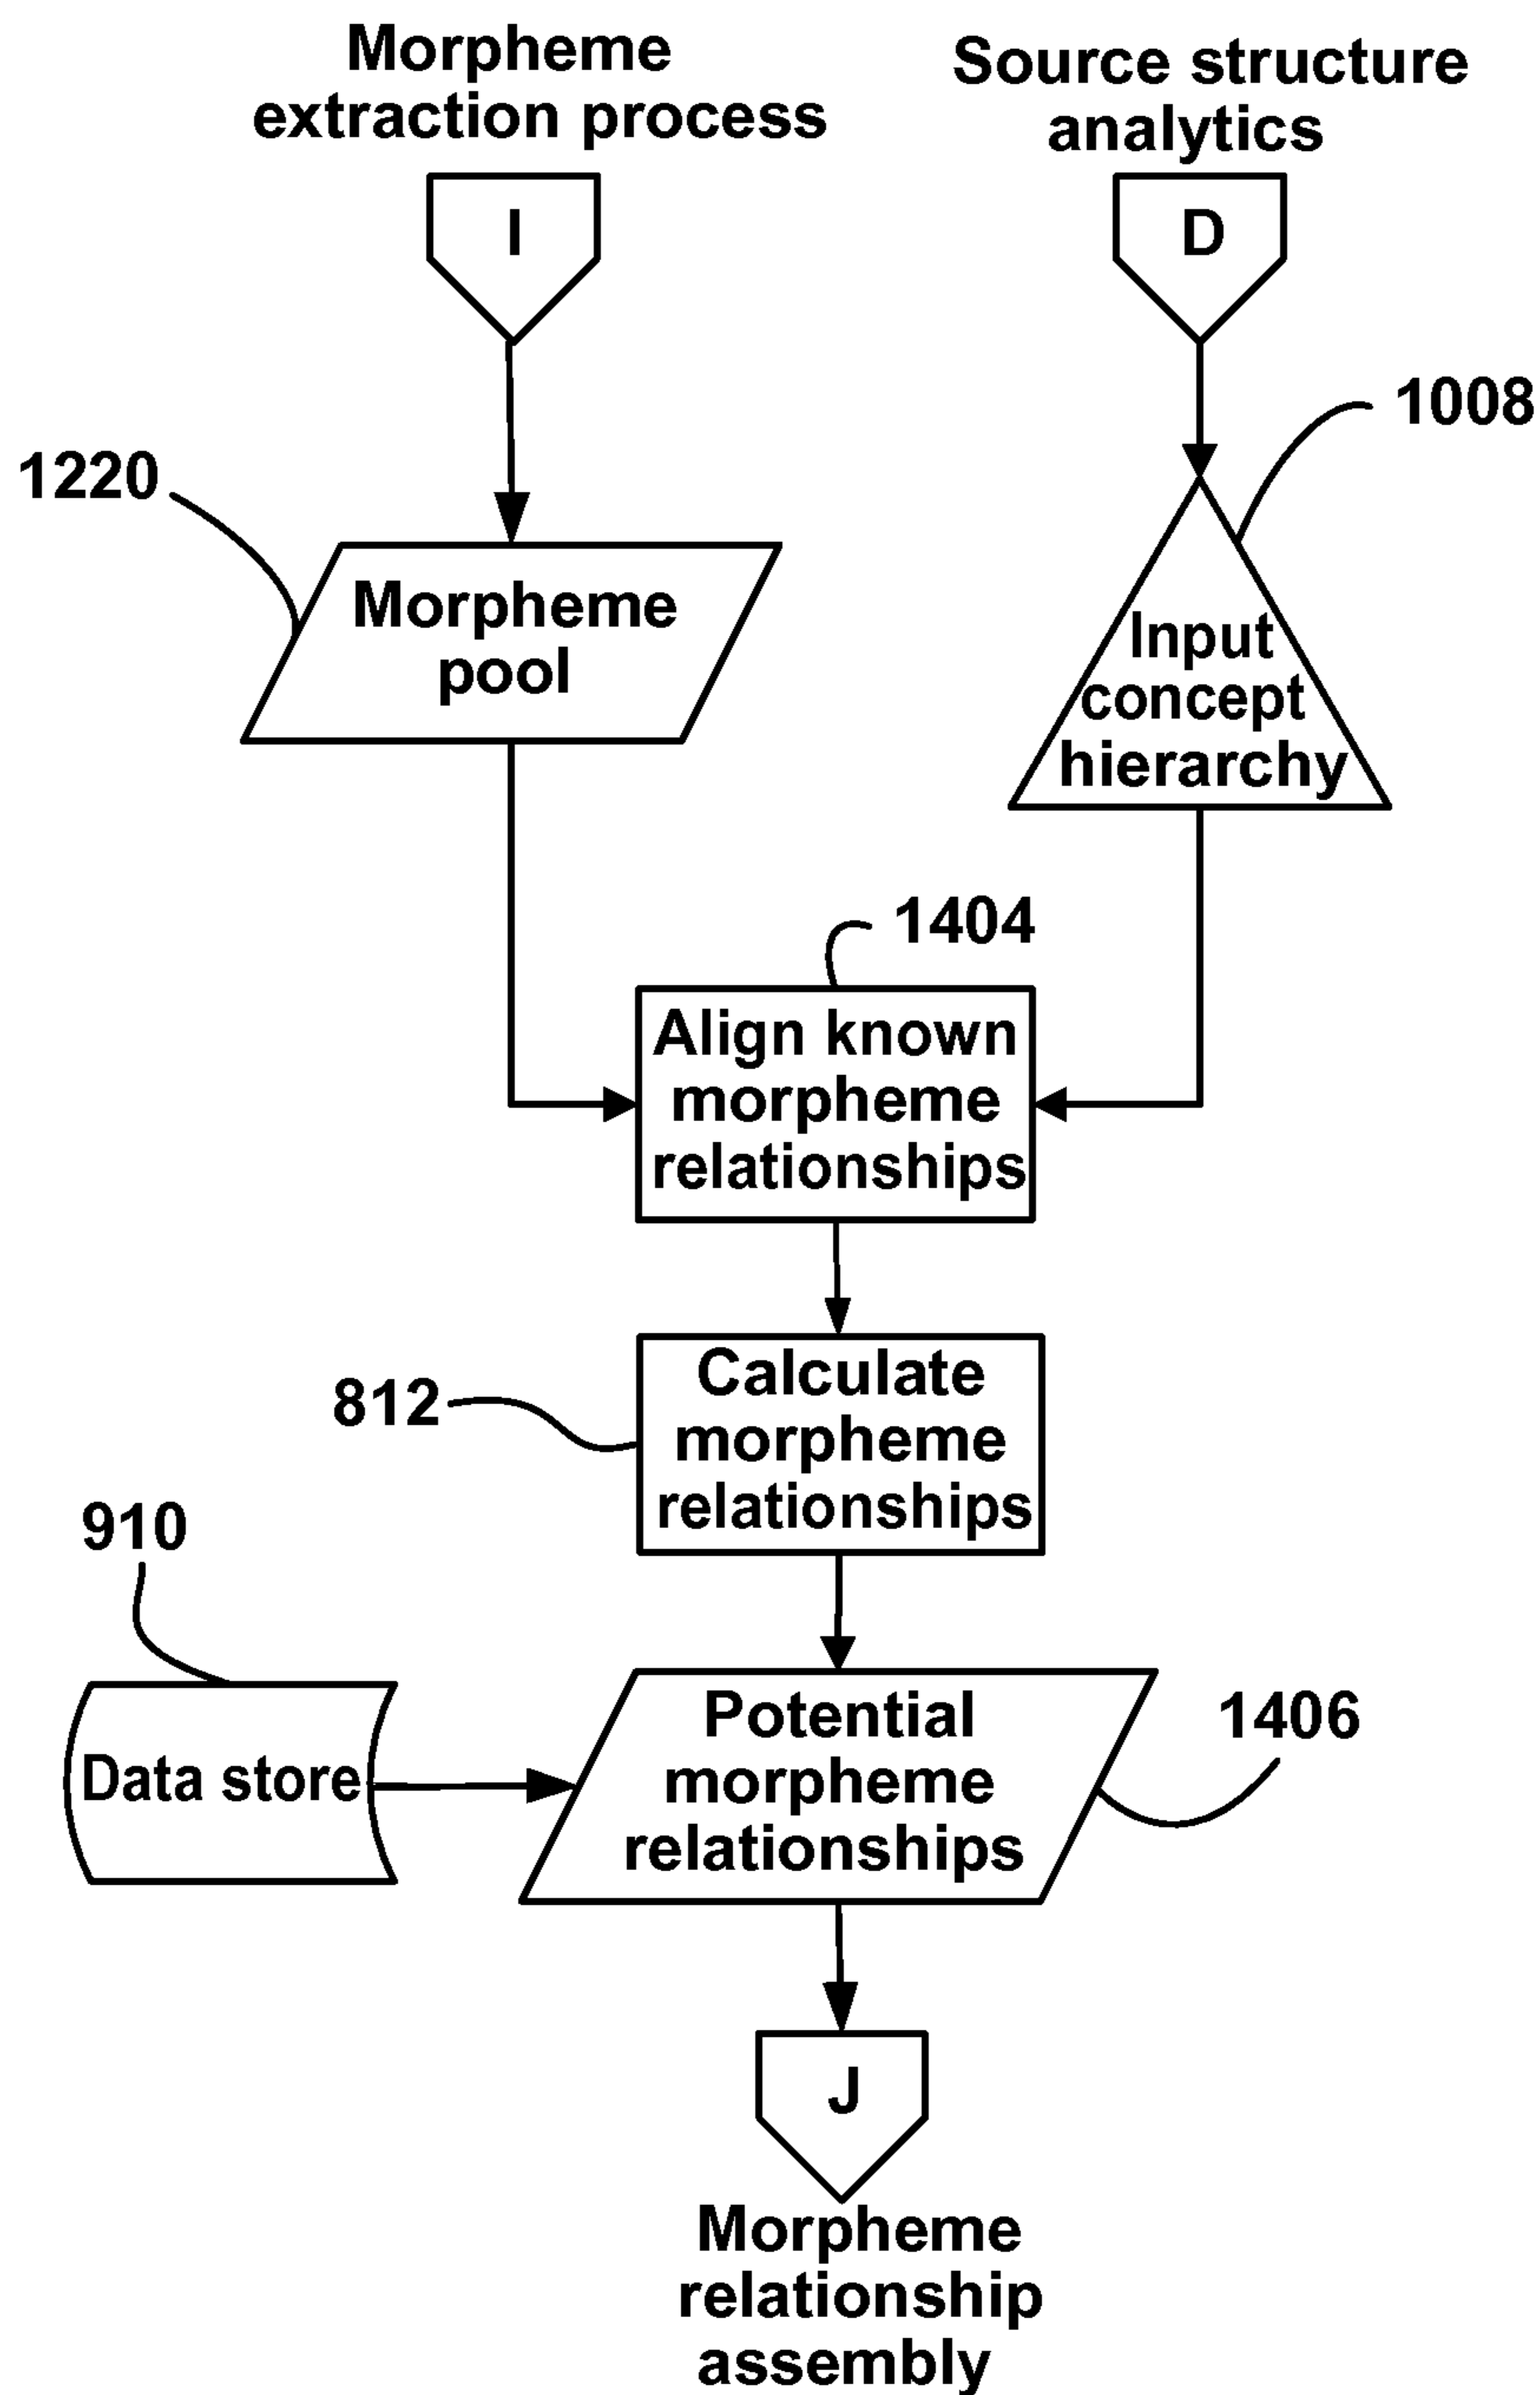 Morpheme
extraction process
Source structure
analytics
I
D
1008
1220
Morpheme
pool
Input
concept
hierarchy
1404
Align known
morpheme
relationships
Calculate
morpheme
relationships
812
910
Potential
morpheme
relationships
1406
Data store
J
Morpheme
relationship
assembly